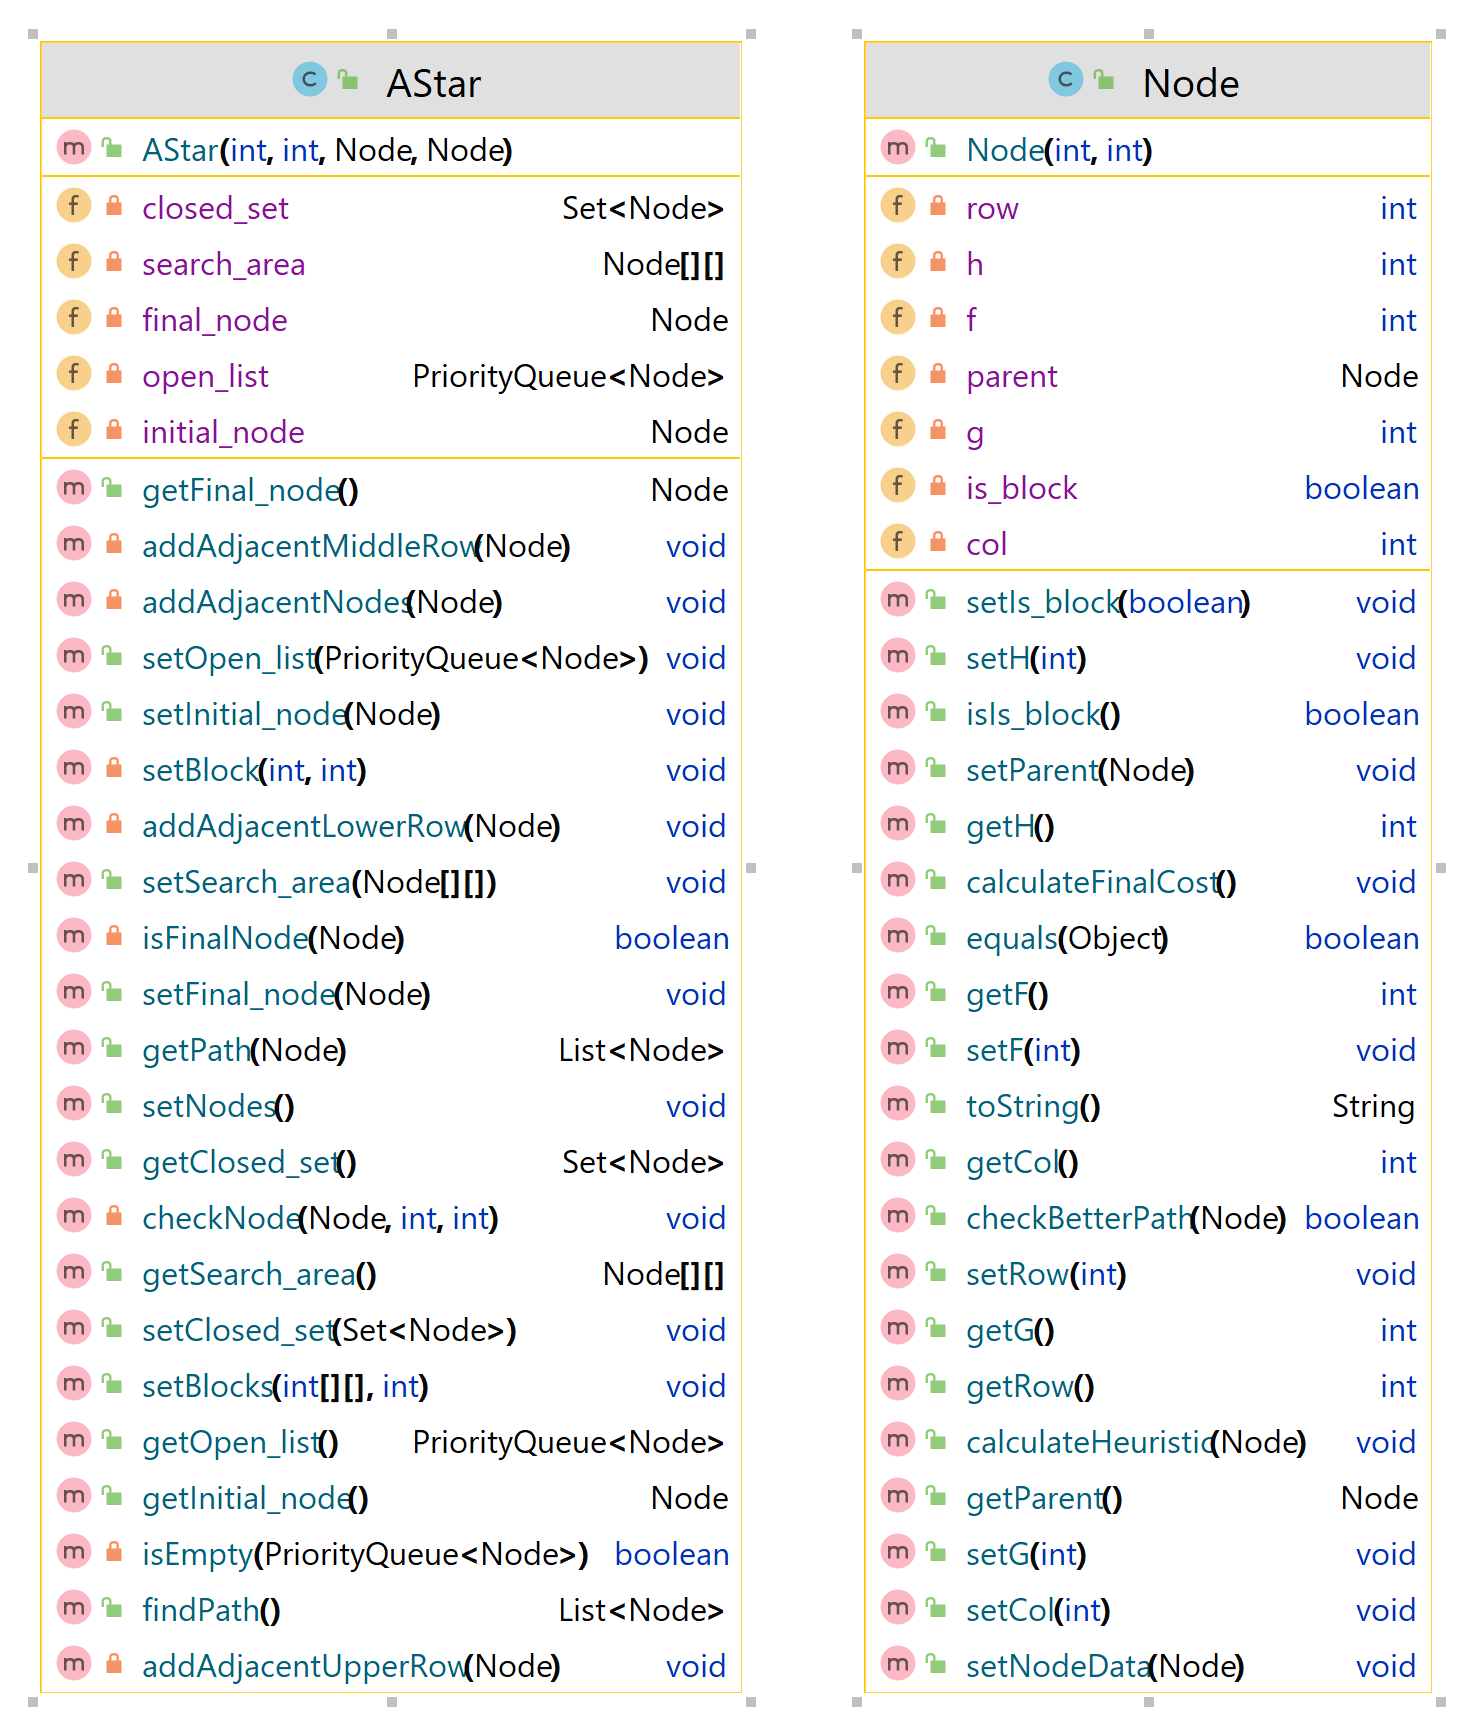 AStar
AStar(int, int, Node, Node)
closed_set Set<Node>
search_area Node[][]
final_node Node
open_list PriorityQueue<Node>
initial_node Node
getFinal_node() Node
addAdjacentMiddleRow(Node) void
addAdjacentNodes(Node) void
setOpen_list(PriorityQueue<Node>) void
setInitial_node(Node) void
setBlock(int, int) void
addAdjacentLowerRow(Node) void
setSearch_area(Node[][]) void
isFinalNode(Node) boolean
setFinal_node(Node) void
getPath(Node) List<Node>
setNodes() void
getClosed_set() Set<Node>
checkNode(Node, int, int) void
getSearch_area() Node[][]
setClosed_set(Set<Node>) void
setBlocks(int[][], int) void
getOpen_list() PriorityQueue<Node>
getInitial_node() Node
isEmpty(PriorityQueue<Node>) boolean
findPath() List<Node>
addAdjacentUpperRow(Node) void
Node
Node(int, int)
row int
h int
f int
parent Node
g int
is_block boolean
col int
setIs_block(boolean) void
setH(int) void
isIs_block() boolean
setParent(Node) void
getH() int
calculateFinalCost() void
equals(Object) boolean
getF() int
setF(int) void
toString() String
getCol() int
checkBetterPath(Node) boolean
setRow(int) void
getG() int
getRow() int
calculateHeuristic(Node) void
getParent() Node
setG(int) void
setCol(int) void
setNodeData(Node) void